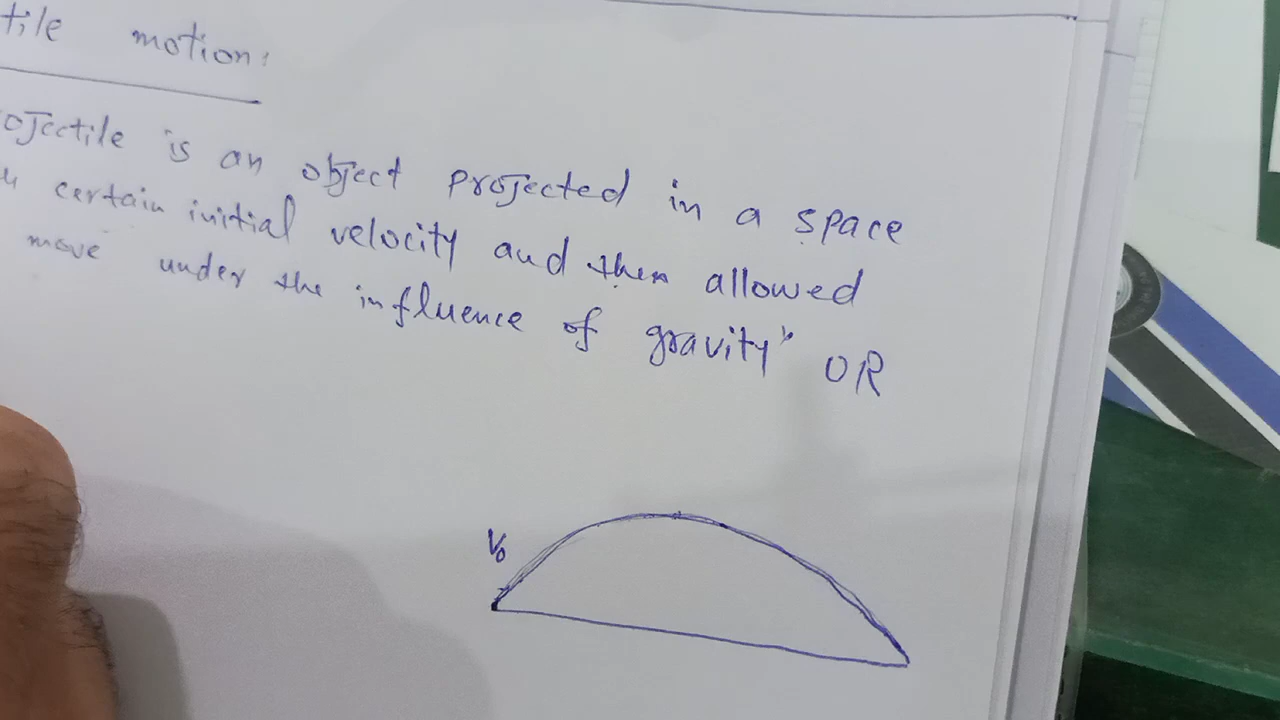 tile motion:
ojectile is an object projected in a space
certain initial velocity and then allowed
move under the influence of gravity" OR
V₀